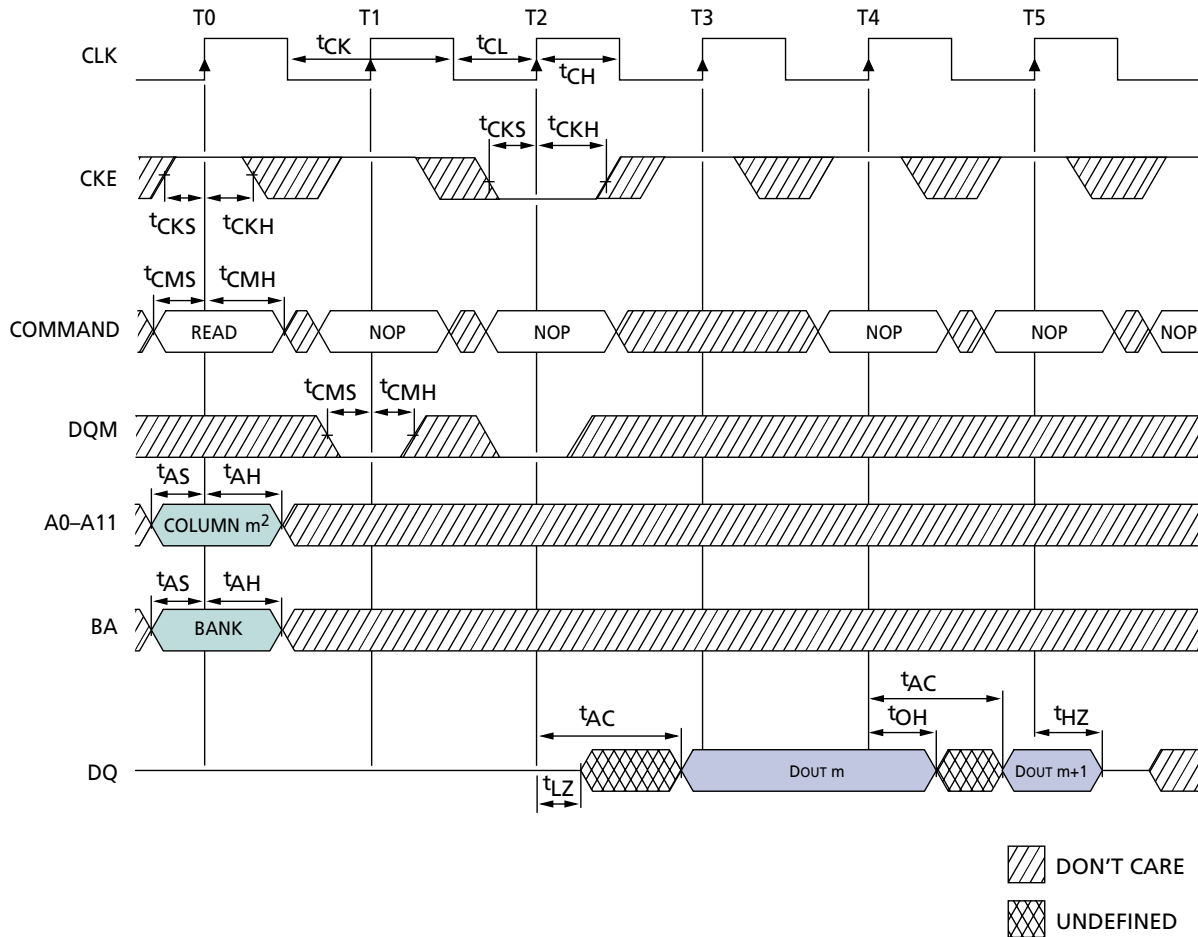 T0 T1 T2 T3 T4 T5
CLK
tCK tCL
tCH
tCKS tCKH
CKE
tCKS tCKH
tCMS tCMH
COMMAND READ NOP NOP NOP NOP NOP
tCMS tCMH
DQM
tAS tAH
A0–A11 COLUMN m2
tAS tAH
BA BANK
tAC
tAC tOH tHZ
DQ DOUT m DOUT m+1
tLZ
DON'T CARE
UNDEFINED